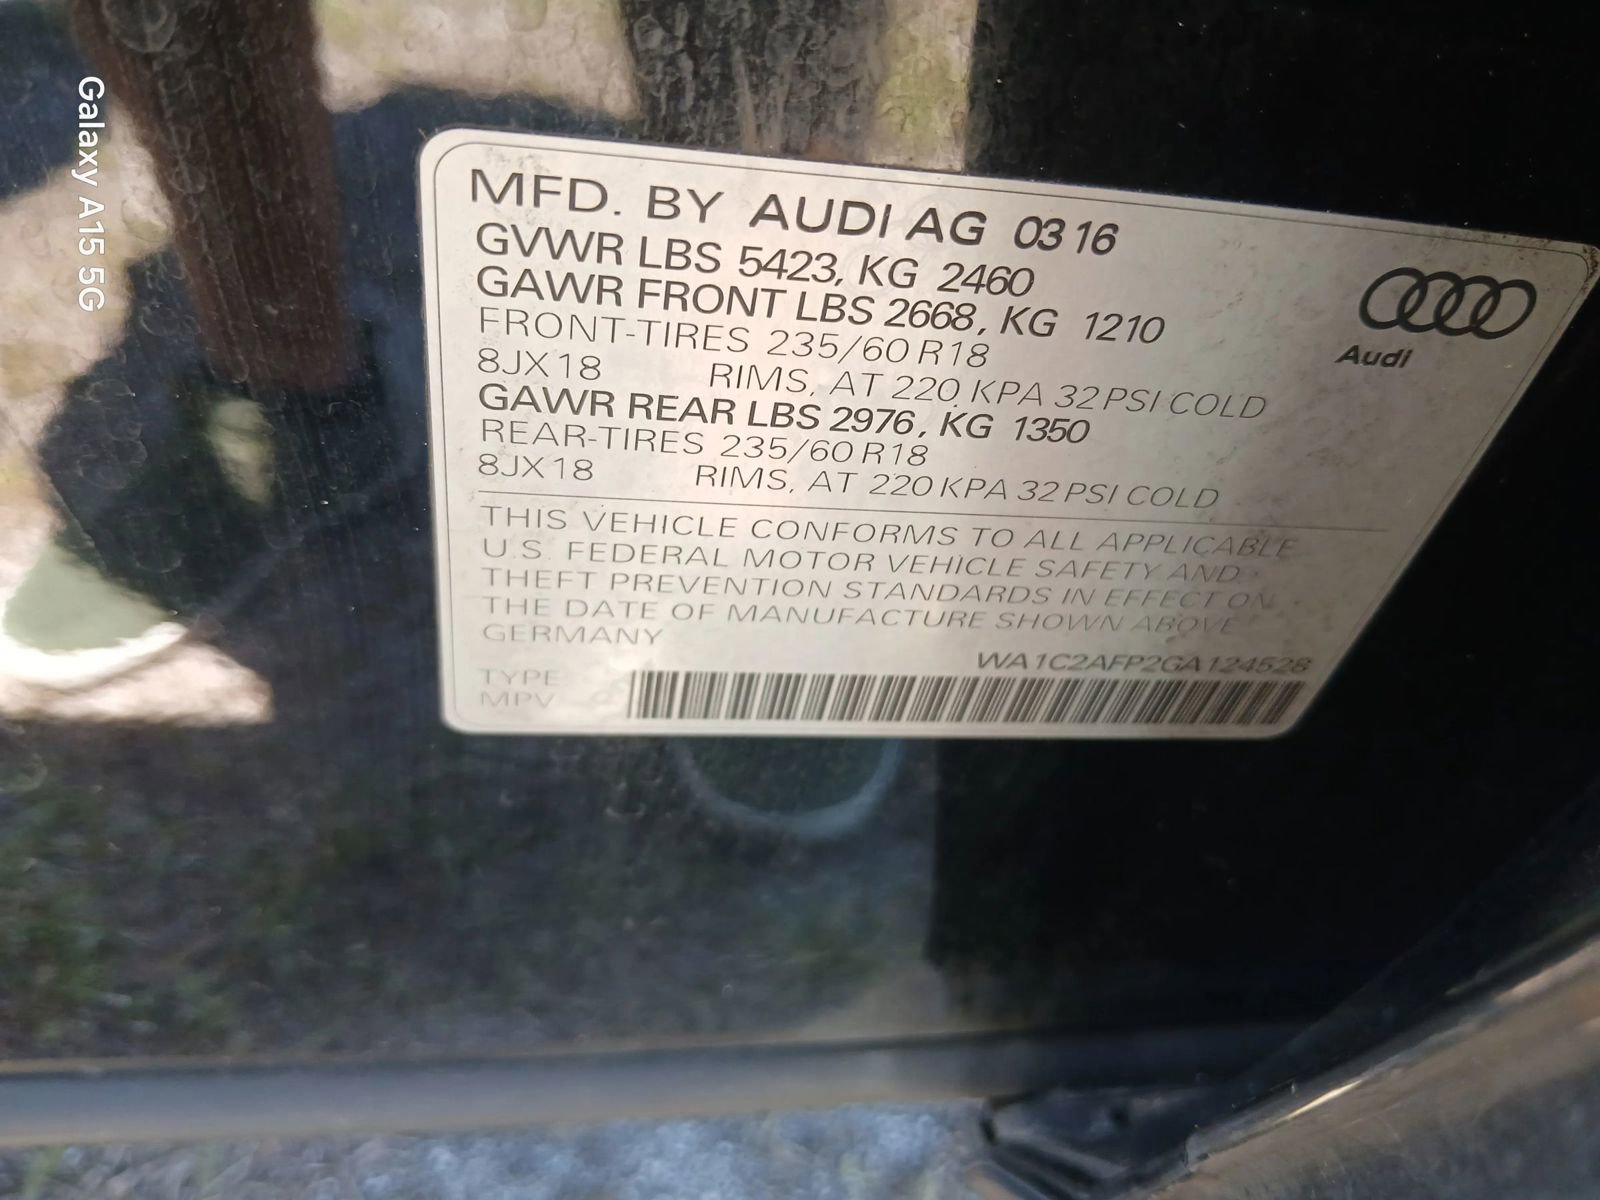 MFD. BY AUDI AG 03 16
GVWR LBS 5423, KG 2460
GAWR FRONT LBS 2668, KG 1210
FRONT-TIRES 235/60 R18
8JX18 RIMS, AT 220 KPA 32 PSI COLD
GAWR REAR LBS 2976, KG 1350
REAR-TIRES 235/60 R18
8JX18 RIMS, AT 220 KPA 32 PSI COLD
Audi
THIS VEHICLE CONFORMS TO ALL APPLICABLE
U.S. FEDERAL MOTOR VEHICLE SAFETY AND
THEFT PREVENTION STANDARDS IN EFFECT ON
THE DATE OF MANUFACTURE SHOWN ABOVE
GERMANY
WA1C2AFP2GA124528
TYPE
MPV
Galaxy A15 5G